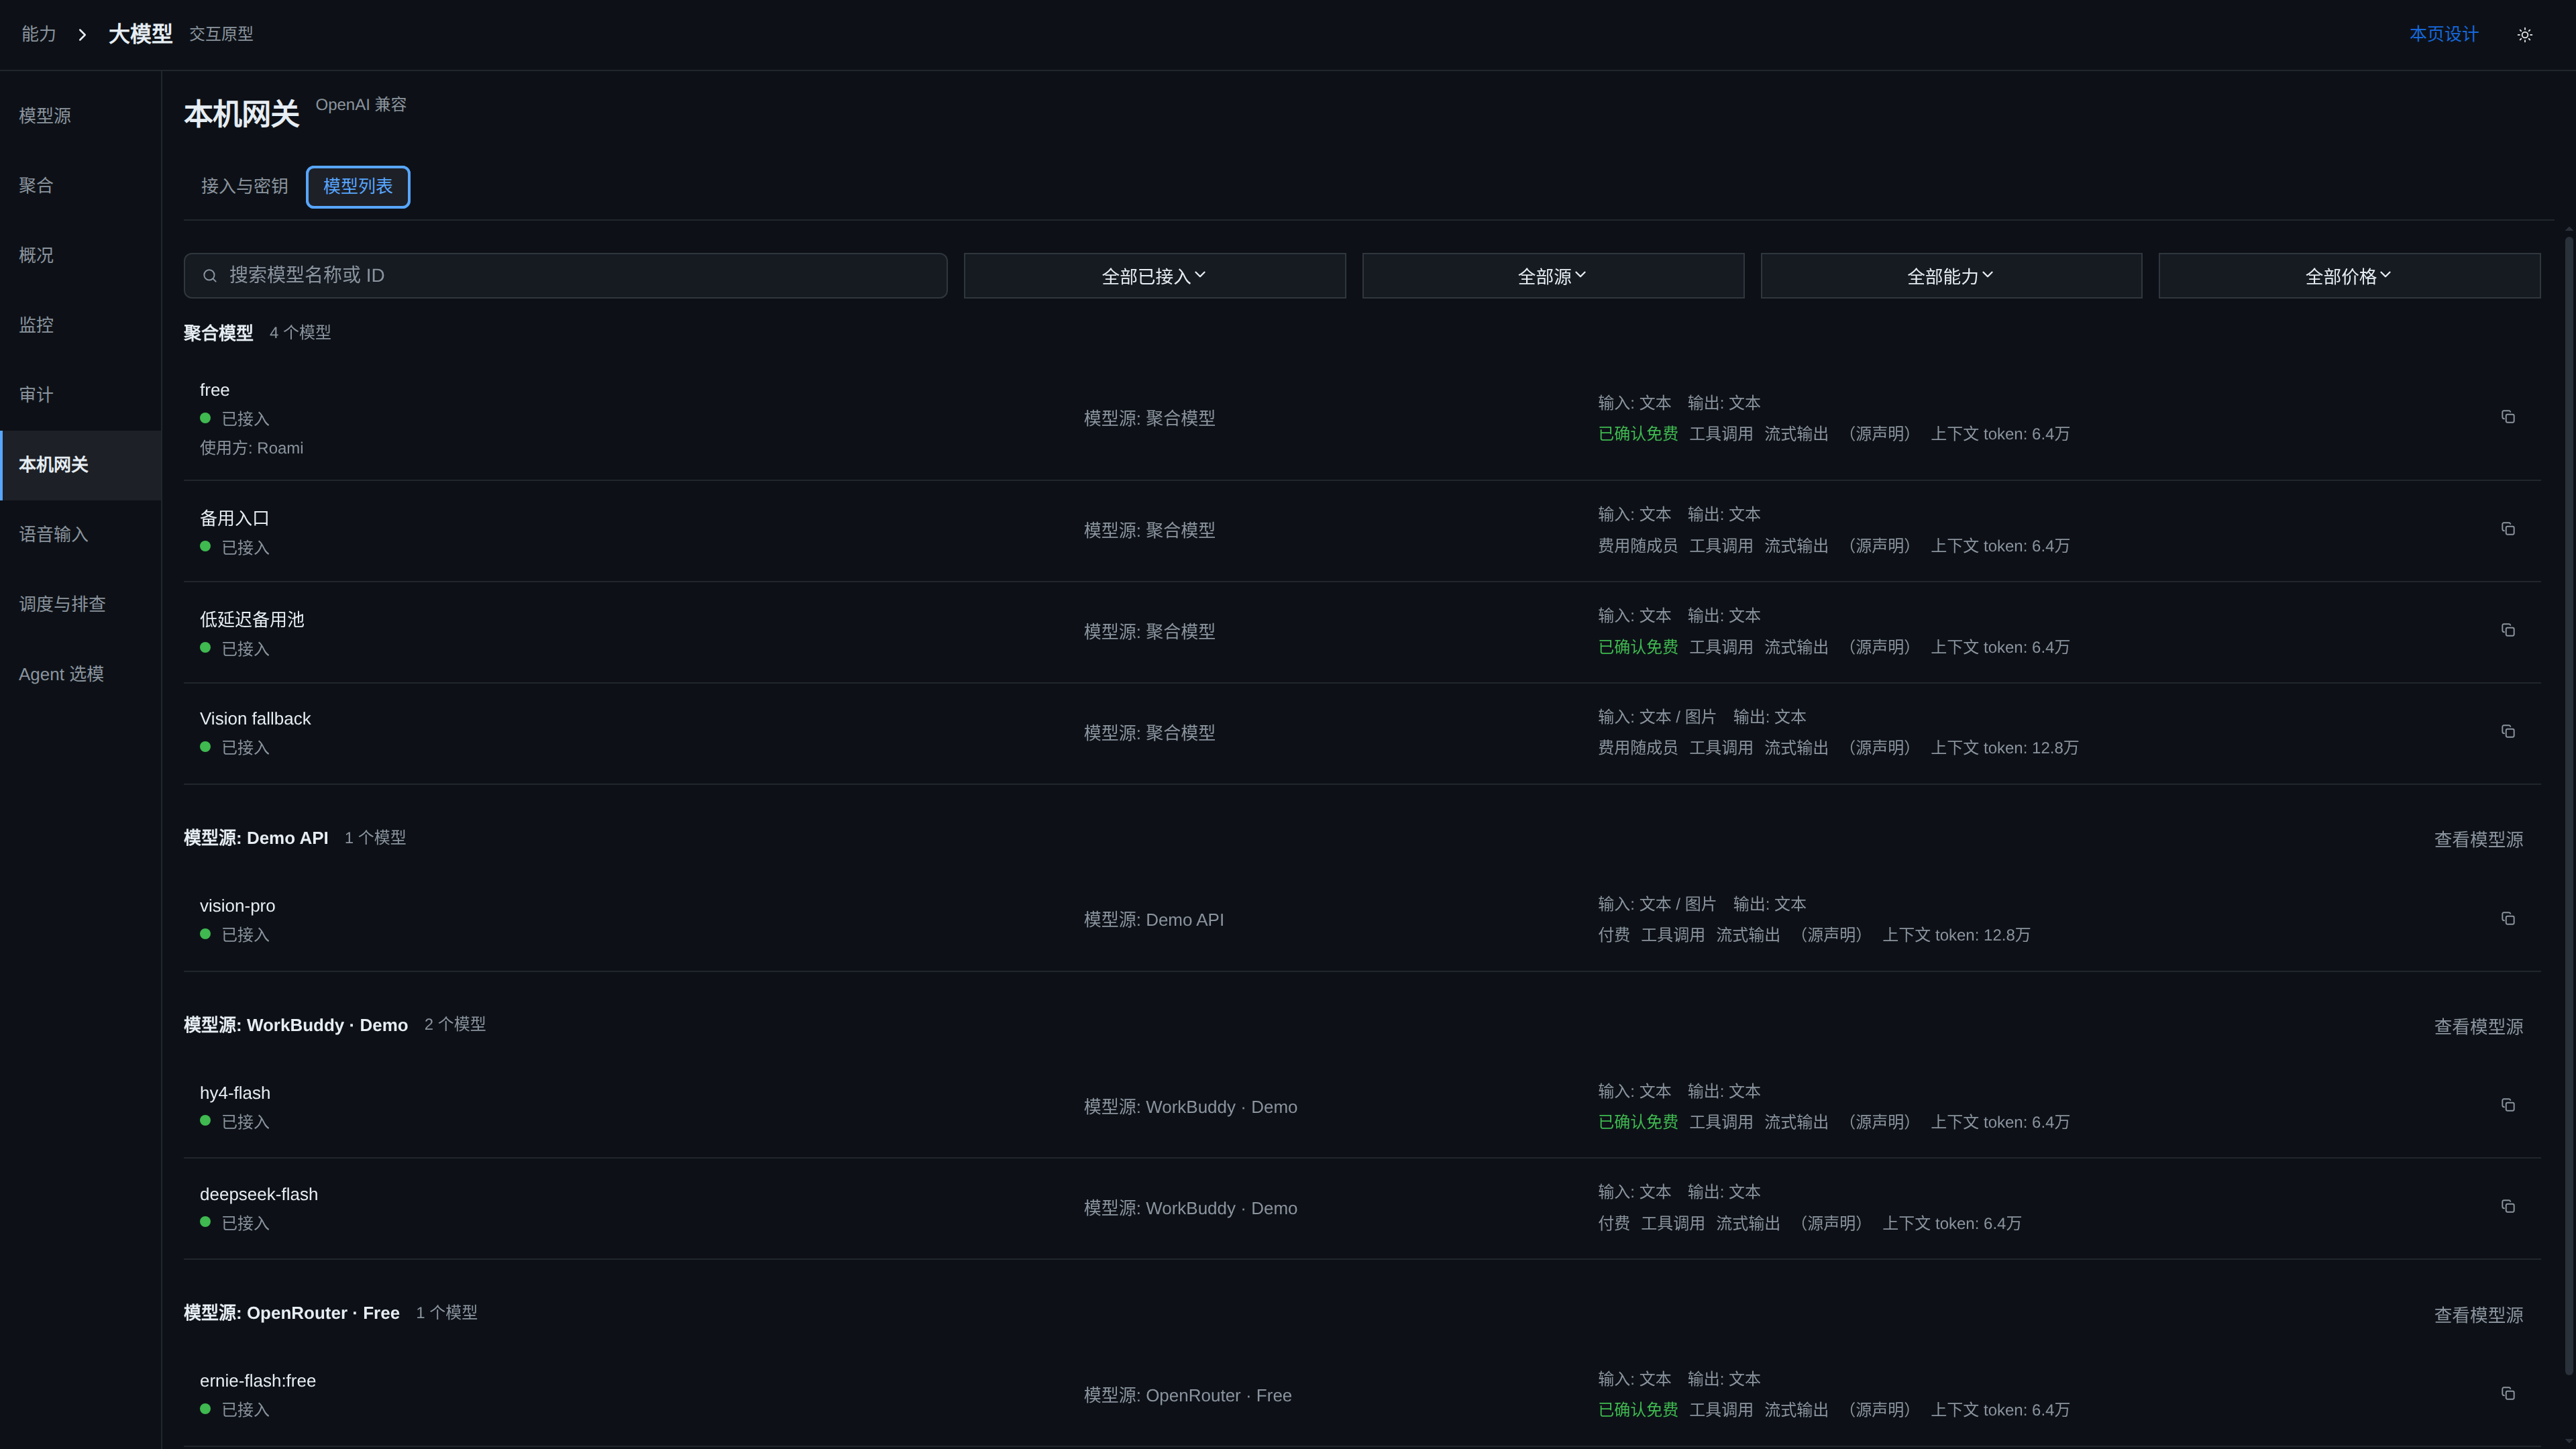 能力 大模型 交互原型 本页设计
模型源
聚合
概况
监控
审计
本机网关
语音输入
调度与排查
Agent 选模
本机网关 OpenAI 兼容
接入与密钥 模型列表
搜索模型名称或 ID 全部已接入 全部源 全部能力 全部价格
聚合模型 4 个模型
free
已接入
使用方: Roami
模型源: 聚合模型
输入: 文本 输出: 文本
已确认免费 工具调用 流式输出 （源声明） 上下文 token: 6.4万
备用入口
已接入
模型源: 聚合模型
输入: 文本 输出: 文本
费用随成员 工具调用 流式输出 （源声明） 上下文 token: 6.4万
低延迟备用池
已接入
模型源: 聚合模型
输入: 文本 输出: 文本
已确认免费 工具调用 流式输出 （源声明） 上下文 token: 6.4万
Vision fallback
已接入
模型源: 聚合模型
输入: 文本 / 图片 输出: 文本
费用随成员 工具调用 流式输出 （源声明） 上下文 token: 12.8万
模型源: Demo API 1 个模型 查看模型源
vision-pro
已接入
模型源: Demo API
输入: 文本 / 图片 输出: 文本
付费 工具调用 流式输出 （源声明） 上下文 token: 12.8万
模型源: WorkBuddy · Demo 2 个模型 查看模型源
hy4-flash
已接入
模型源: WorkBuddy · Demo
输入: 文本 输出: 文本
已确认免费 工具调用 流式输出 （源声明） 上下文 token: 6.4万
deepseek-flash
已接入
模型源: WorkBuddy · Demo
输入: 文本 输出: 文本
付费 工具调用 流式输出 （源声明） 上下文 token: 6.4万
模型源: OpenRouter · Free 1 个模型 查看模型源
ernie-flash:free
已接入
模型源: OpenRouter · Free
输入: 文本 输出: 文本
已确认免费 工具调用 流式输出 （源声明） 上下文 token: 6.4万